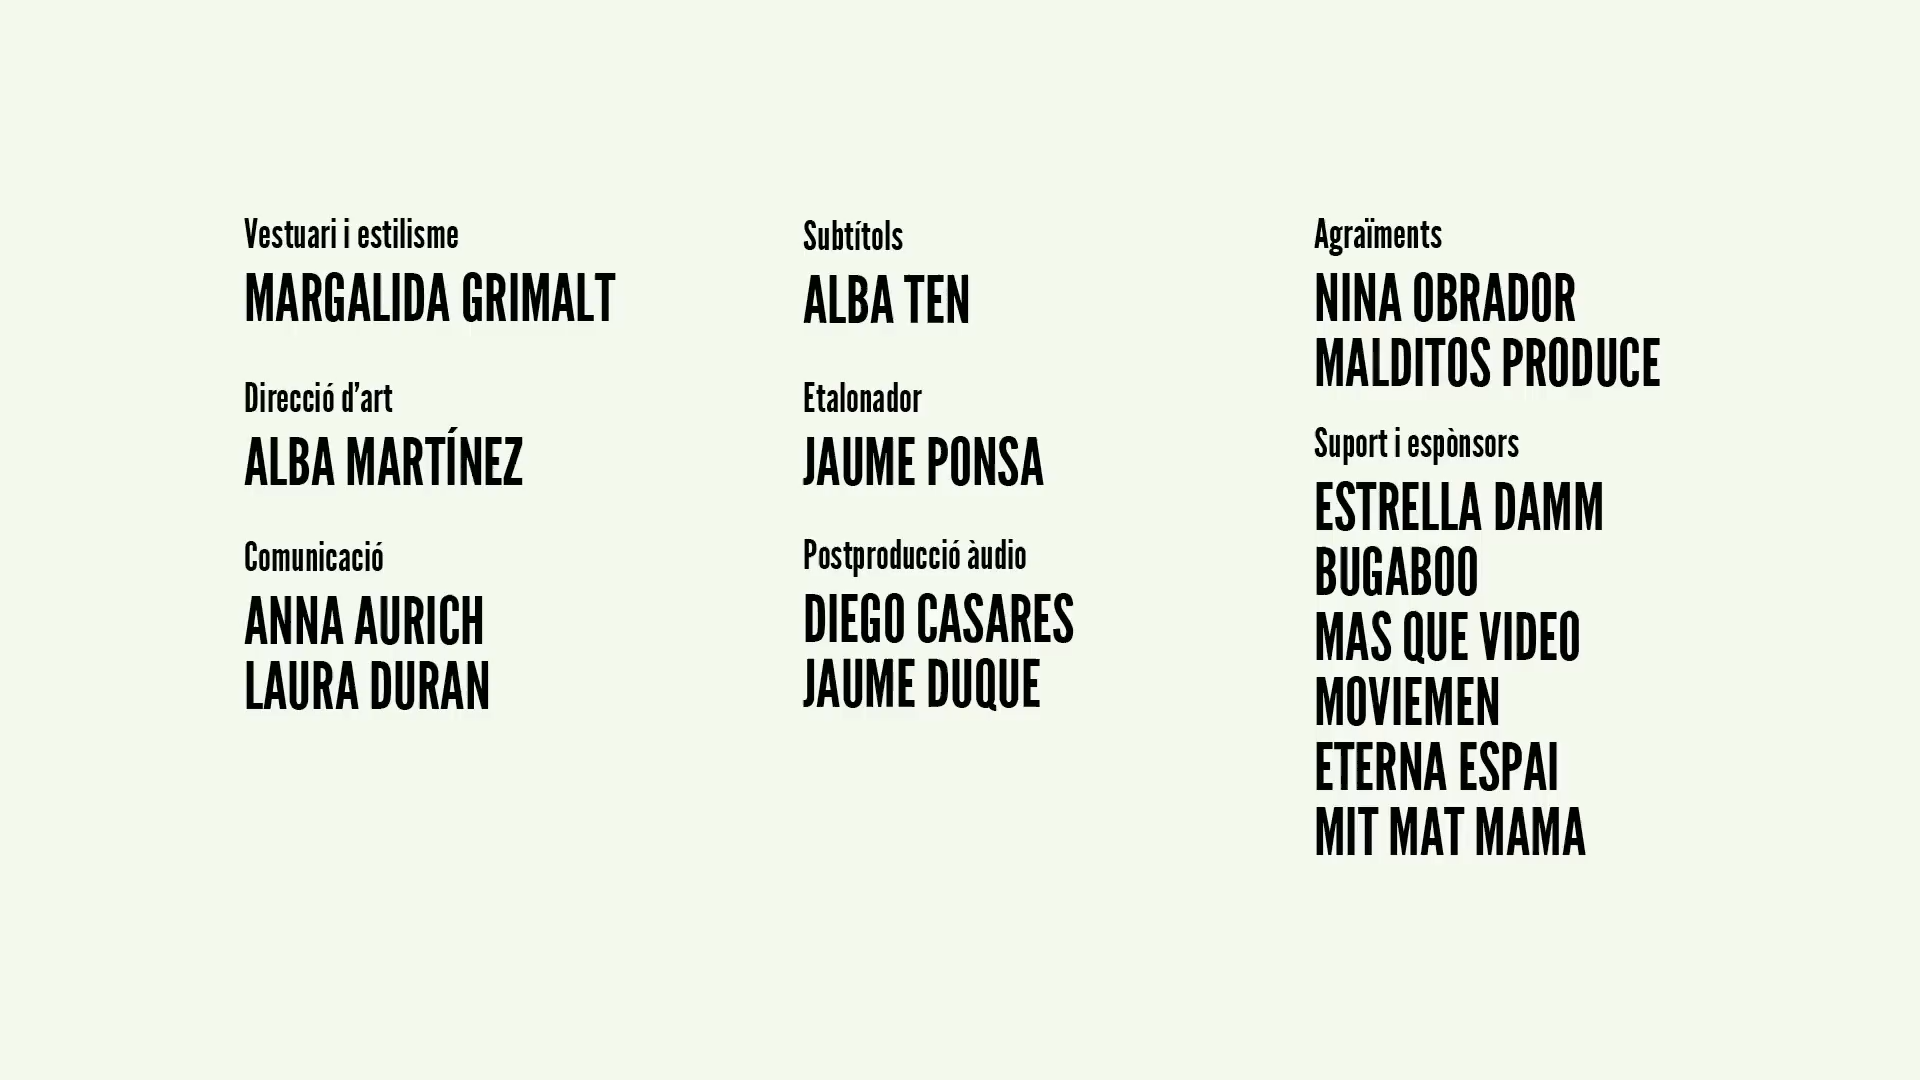 Vestuari i estilisme
MARGALIDA GRIMALT
Direcció d’art
ALBA MARTÍNEZ
Comunicació
ANNA AURICH
LAURA DURAN
Subtítols
ALBA TEN
Etalonador
JAUME PONSA
Postproducció àudio
DIEGO CASARES
JAUME DUQUE
Agraïments
NINA OBRADOR
MALDITOS PRODUCE
Suport i espònsors
ESTRELLA DAMM
BUGABOO
MAS QUE VIDEO
MOVIEMEN
ETERNA ESPAI
MIT MAT MAMA